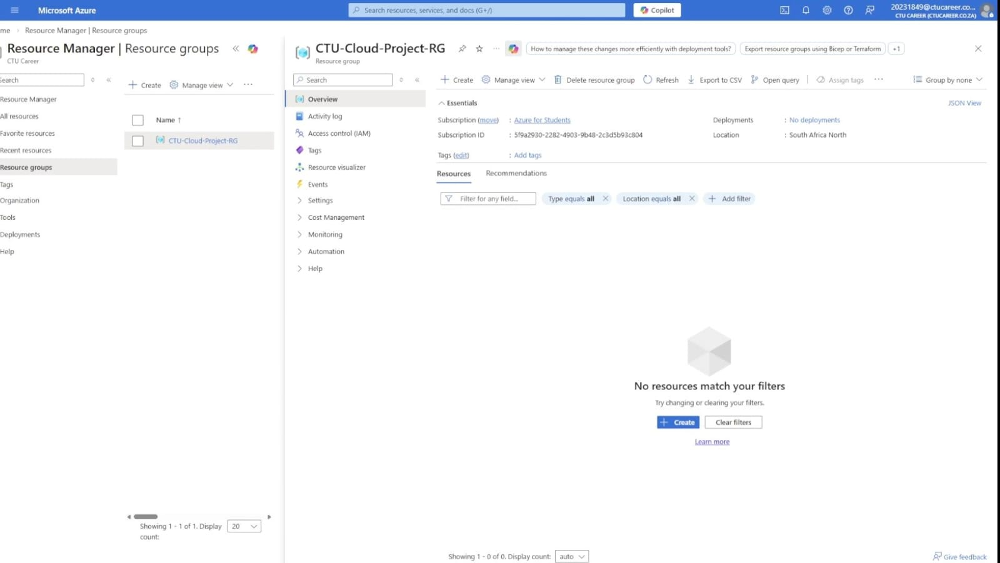 Microsoft Azure
Search resources, services, and docs (G+/)
Copilot
20231849@ctucareer.co...
CTU CAREER (CTUCAREER.CO.ZA)
me > Resource Manager | Resource groups
Resource Manager | Resource groups
CTU Career
Search
Create
Manage view
Resource Manager
All resources
Favorite resources
Recent resources
Resource groups
Tags
Organization
Tools
Deployments
Help
Name ↑
CTU-Cloud-Project-RG
Showing 1 - 1 of 1. Display
count:
20
CTU-Cloud-Project-RG
Resource group
How to manage these changes more efficiently with deployment tools?
Export resource groups using Bicep or Terraform
+1
Search
Overview
Activity log
Access control (IAM)
Tags
Resource visualizer
Events
Settings
Cost Management
Monitoring
Automation
Help
Create
Manage view
Delete resource group
Refresh
Export to CSV
Open query
Assign tags
Group by none
Essentials
JSON View
Subscription (move) : Azure for Students
Deployments : No deployments
Subscription ID : 5f9a2930-2282-4903-9b48-2c3d5b93c804
Location : South Africa North
Tags (edit) : Add tags
Resources
Recommendations
Filter for any field...
Type equals all
Location equals all
Add filter
No resources match your filters
Try changing or clearing your filters.
Create
Clear filters
Learn more
Showing 1 - 0 of 0. Display count: auto
Give feedback